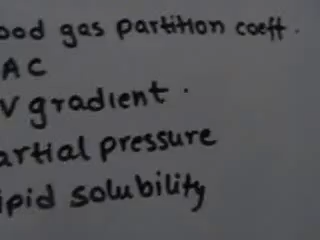 ood gas partition coeff.
AC
V gradient.
artial pressure
ipid solubility